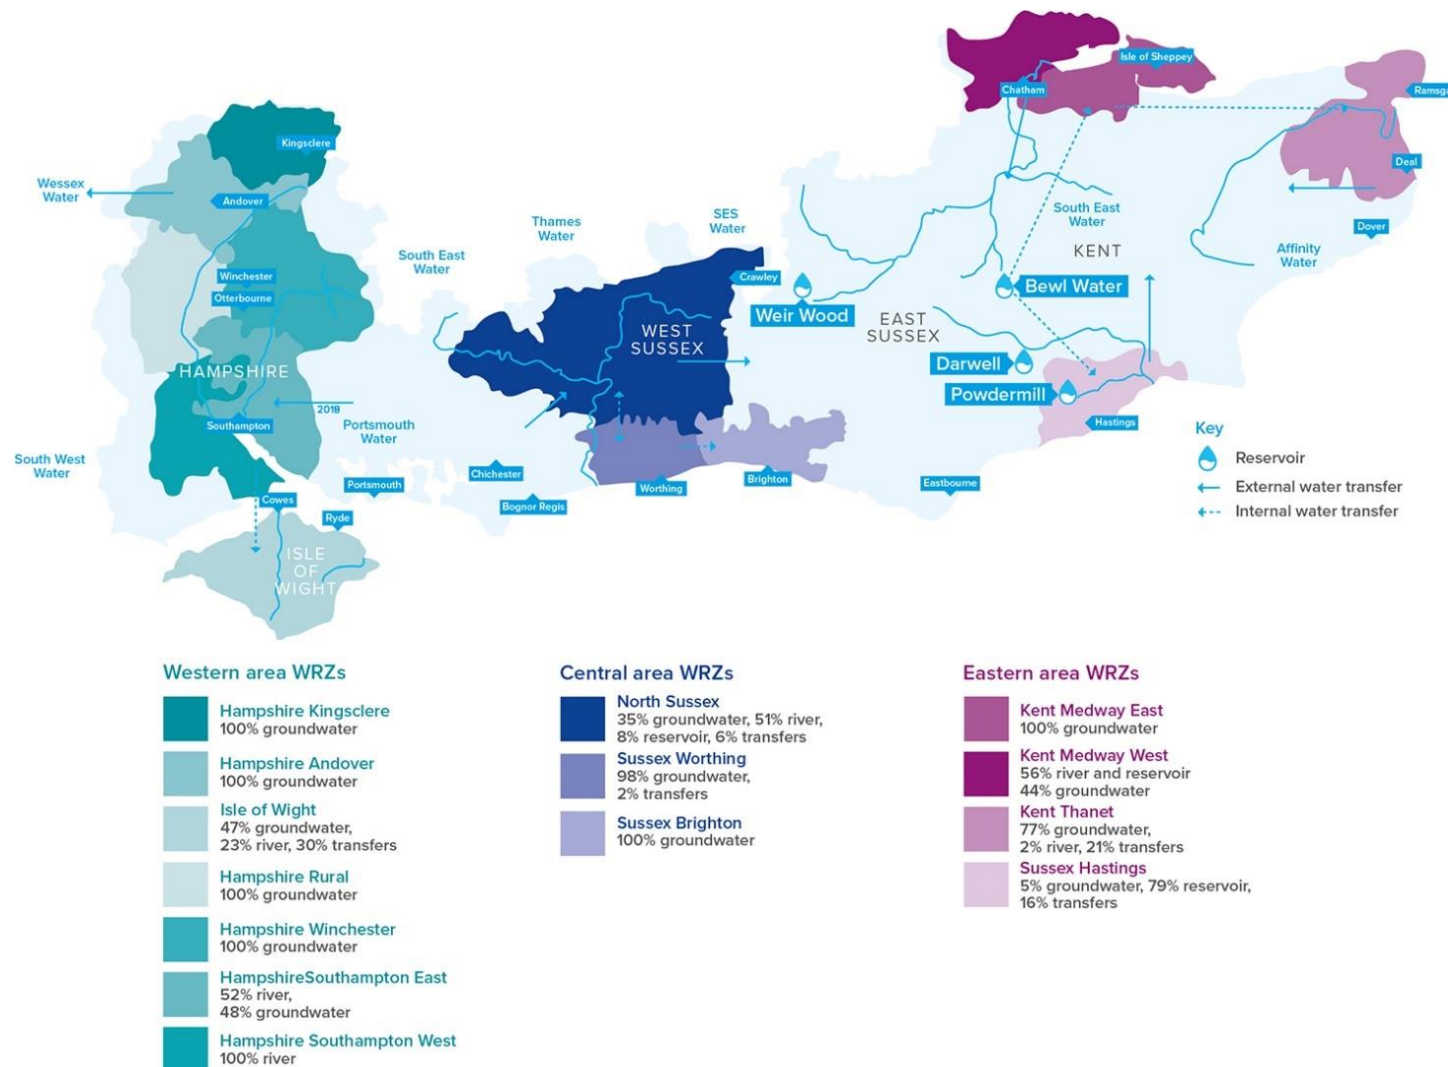 Isle of Sheppey
Chatham
Kingsclere
Deal
Wessex
Water
Andover
South East
Water
Thames
Water
SES
Water
Dover
KENT
Affinity
Water
South East
Water
Winchester
Otterbourne
Crawley
Bewl Water
Weir Wood
WEST
SUSSEX
EAST
SUSSEX
Darwell
HAMPSHIRE
Powdermill
2019
Southampton
Portsmouth
Water
Hastings
Key
South West
Water
Reservoir
Chichester
Portsmouth
Worthing
Brighton
Eastbourne
External water transfer
Cowes
Bognor Regis
Internal water transfer
Ryde
ISLE
OF
WIGHT
Western area WRZs
Hampshire Kingsclere
100% groundwater
Hampshire Andover
100% groundwater
Isle of Wight
47% groundwater,
23% river, 30% transfers
Hampshire Rural
100% groundwater
Hampshire Winchester
100% groundwater
HampshireSouthampton East
52% river,
48% groundwater
Hampshire Southampton West
100% river
Central area WRZs
North Sussex
35% groundwater, 51% river,
8% reservoir, 6% transfers
Sussex Worthing
98% groundwater,
2% transfers
Sussex Brighton
100% groundwater
Eastern area WRZs
Kent Medway East
100% groundwater
Kent Medway West
56% river and reservoir
44% groundwater
Kent Thanet
77% groundwater,
2% river, 21% transfers
Sussex Hastings
5% groundwater, 79% reservoir,
16% transfers